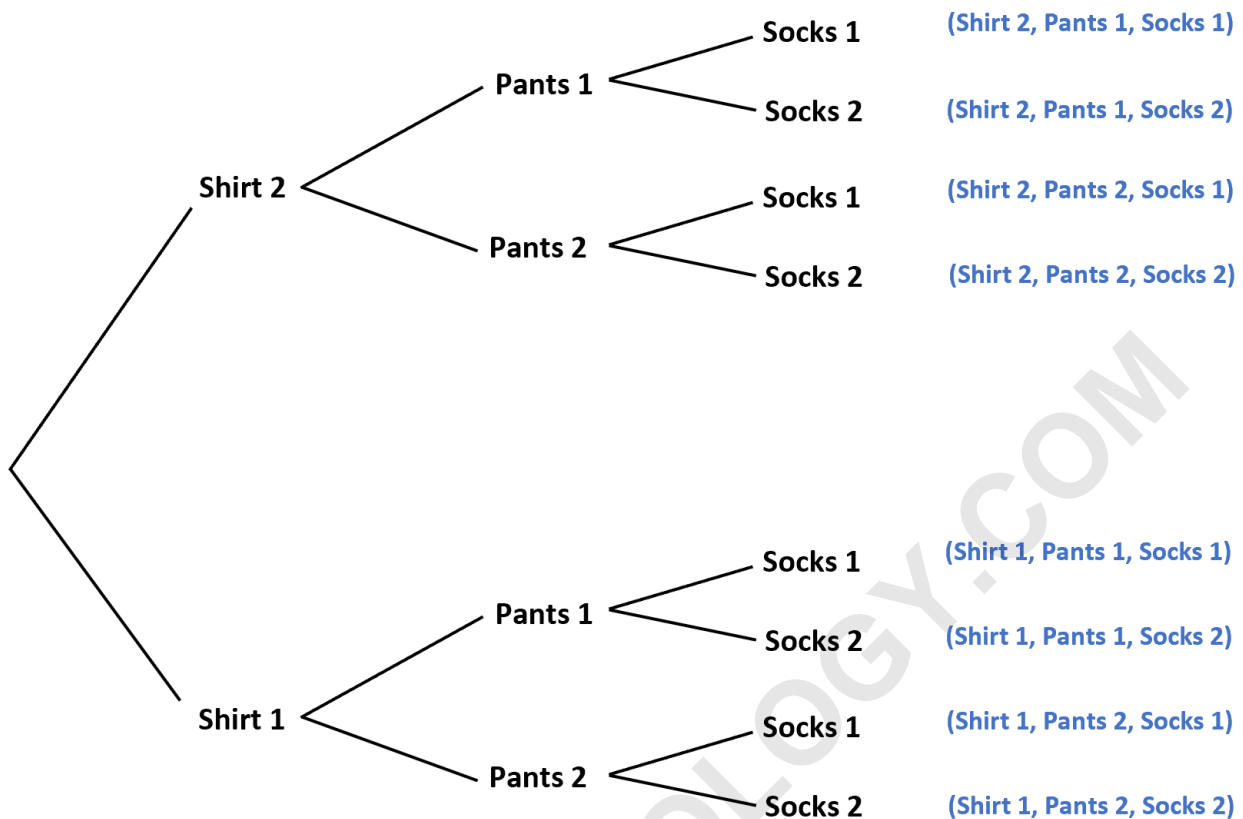 Socks 1 (Shirt 2, Pants 1, Socks 1)
Pants 1
Socks 2 (Shirt 2, Pants 1, Socks 2)
Shirt 2
Socks 1 (Shirt 2, Pants 2, Socks 1)
Pants 2
Socks 2 (Shirt 2, Pants 2, Socks 2)
Socks 1 (Shirt 1, Pants 1, Socks 1)
Pants 1
Socks 2 (Shirt 1, Pants 1, Socks 2)
Shirt 1
Socks 1 (Shirt 1, Pants 2, Socks 1)
Pants 2
Socks 2 (Shirt 1, Pants 2, Socks 2)
OLOGY.COM